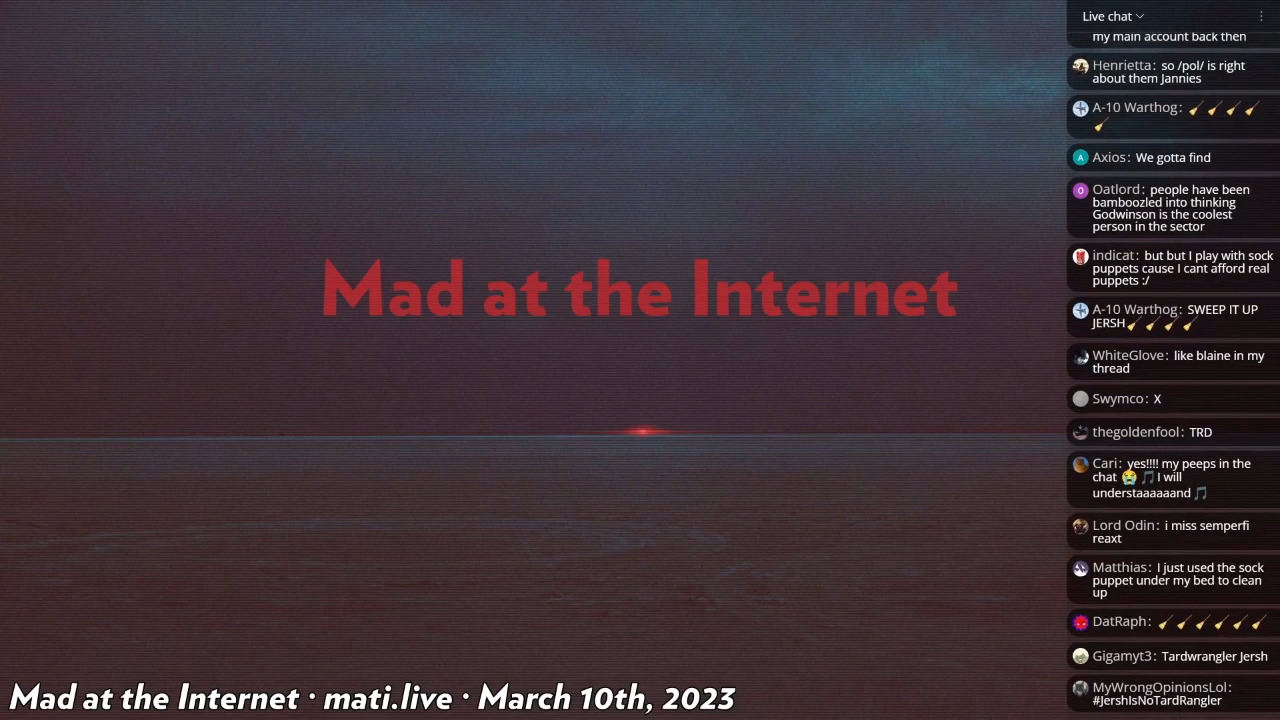 Mad at the Internet
Live chat
my main account back then
Henrietta: so /pol/ is right
about them Jannies
A-10 Warthog: 🧹🧹🧹🧹
🧹
A
Axios: We gotta find
O
Oatlord: people have been
bamboozled into thinking
Godwinson is the coolest
person in the sector
indicat: but but I play with sock
puppets cause I cant afford real
puppets :/
A-10 Warthog: SWEEP IT UP
JERSH🧹🧹🧹🧹
WhiteGlove: like blaine in my
thread
Swymco: X
thegoldenfool: TRD
Cari: yes!!!! my peeps in the
chat 😭🎵I will
understaaaaaand🎵
Lord Odin: i miss semperfi
reaxt
Matthias: I just used the sock
puppet under my bed to clean
up
DatRaph: 🧹🧹🧹🧹🧹🧹
Gigamyt3: Tardwrangler Jersh
MyWrongOpinionsLol:
#JershIsNoTardRangler
Mad at the Internet · mati.live · March 10th, 2023